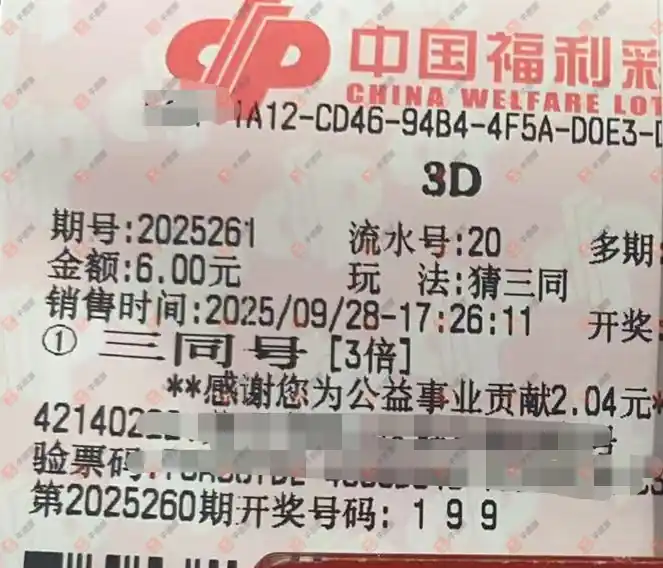 中国福利彩
CHINA WELFARE LOT
1A12-CD46-94B4-4F5A-D0E3-
3D
期号:2025261 流水号:20 多期
金额:6.00元 玩 法:猜三同
销售时间:2025/09/28-17:26:11 开奖
① 三同号 [3倍]
**感谢您为公益事业贡献2.04元*
421402
验票码:
第2025260期开奖号码: 1 9 9